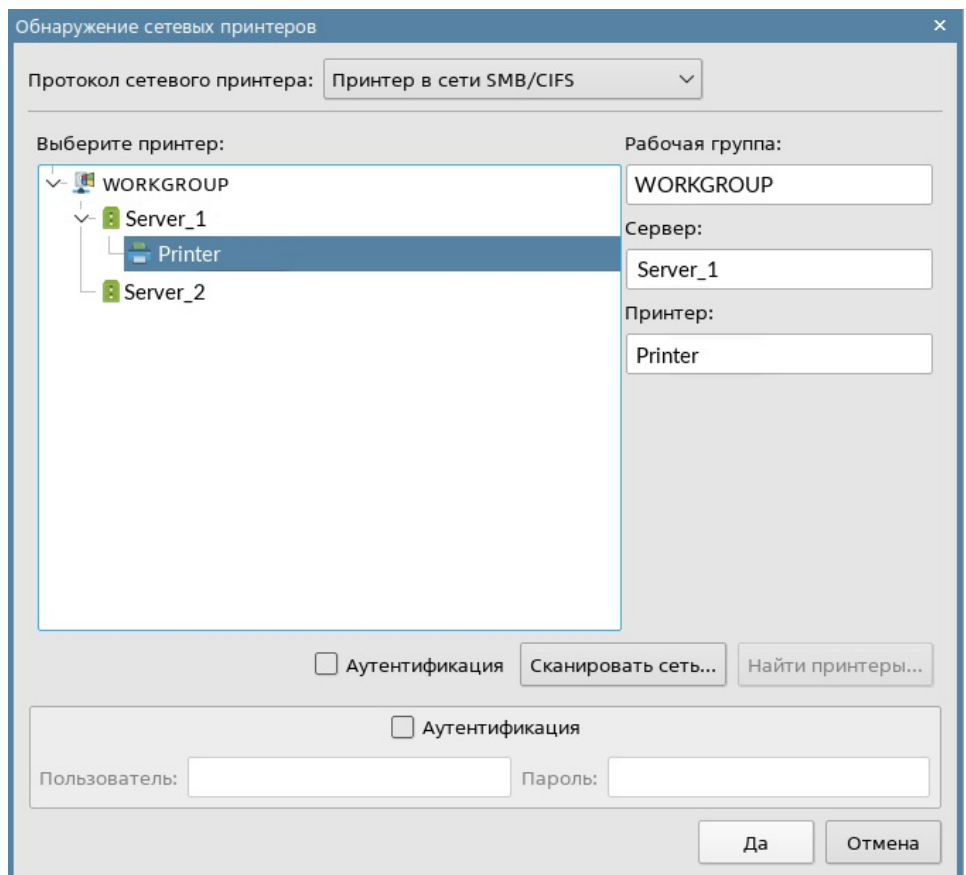 Обнаружение сетевых принтеров
Протокол сетевого принтера: Принтер в сети SMB/CIFS
Выберите принтер:
WORKGROUP
Server_1
Printer
Server_2
Рабочая группа:
WORKGROUP
Сервер:
Server_1
Принтер:
Printer
Аутентификация Сканировать сеть... Найти принтеры...
Аутентификация
Пользователь: Пароль:
Да Отмена